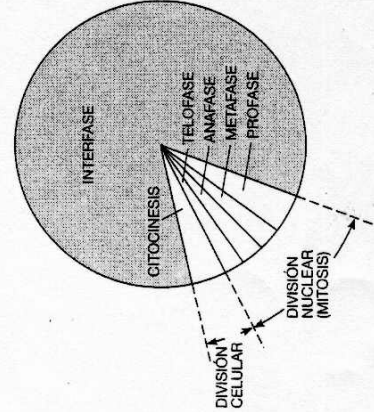 INTERFASE
CITOCINESIS
TELOFASE
ANAFASE
METAFASE
PROFASE
DIVISIÓN
CELULAR
DIVISIÓN
NUCLEAR
(MITOSIS)